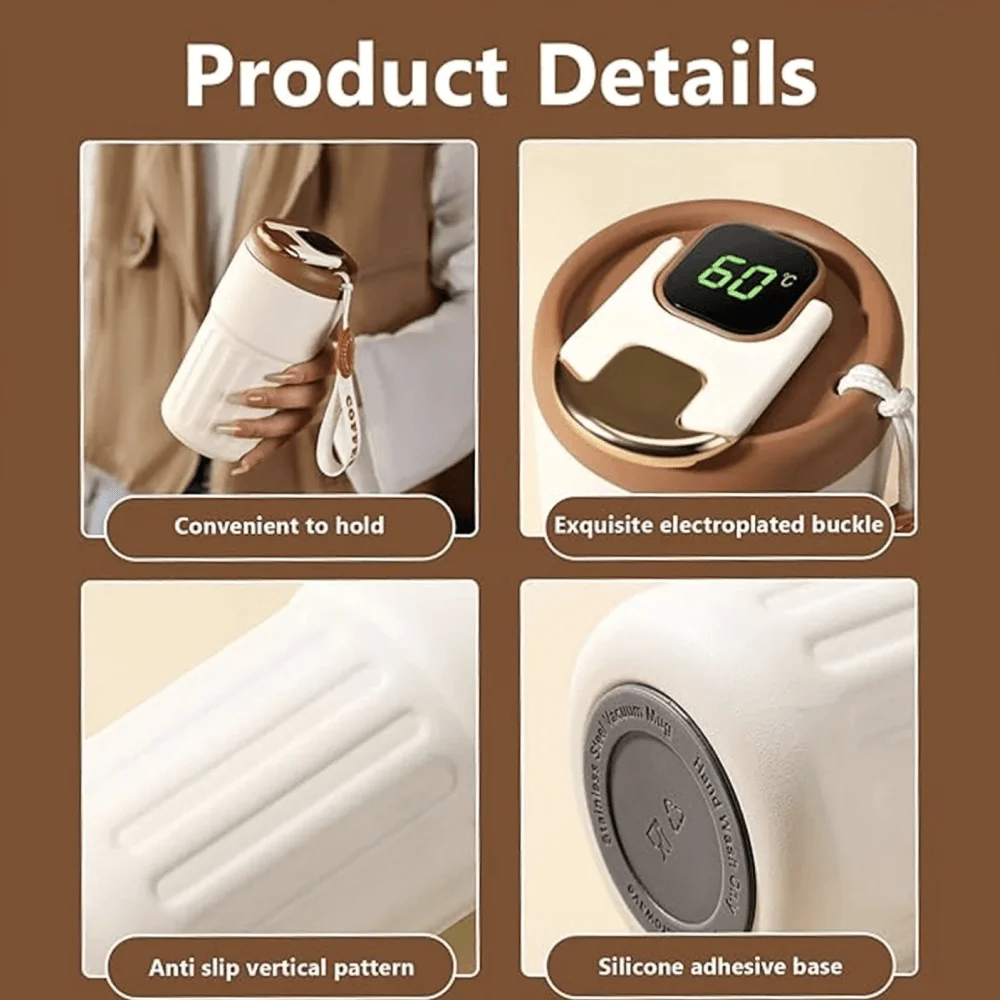 Product Details
60°C
Convenient to hold
Exquisite electroplated buckle
Stainless Steel Vacuum Mug
Hand Wash Only
Anti slip vertical pattern
Silicone adhesive base